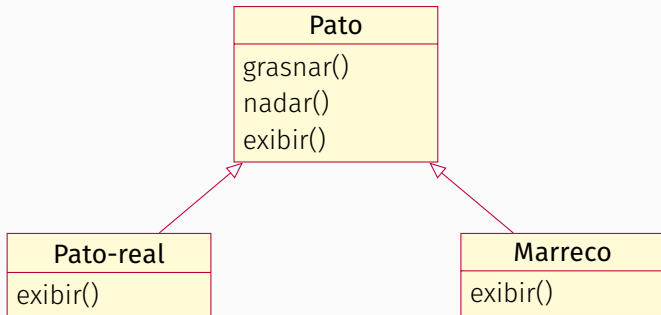 Pato
grasnar()
nadar()
exibir()
Pato-real
exibir()
Marreco
exibir()